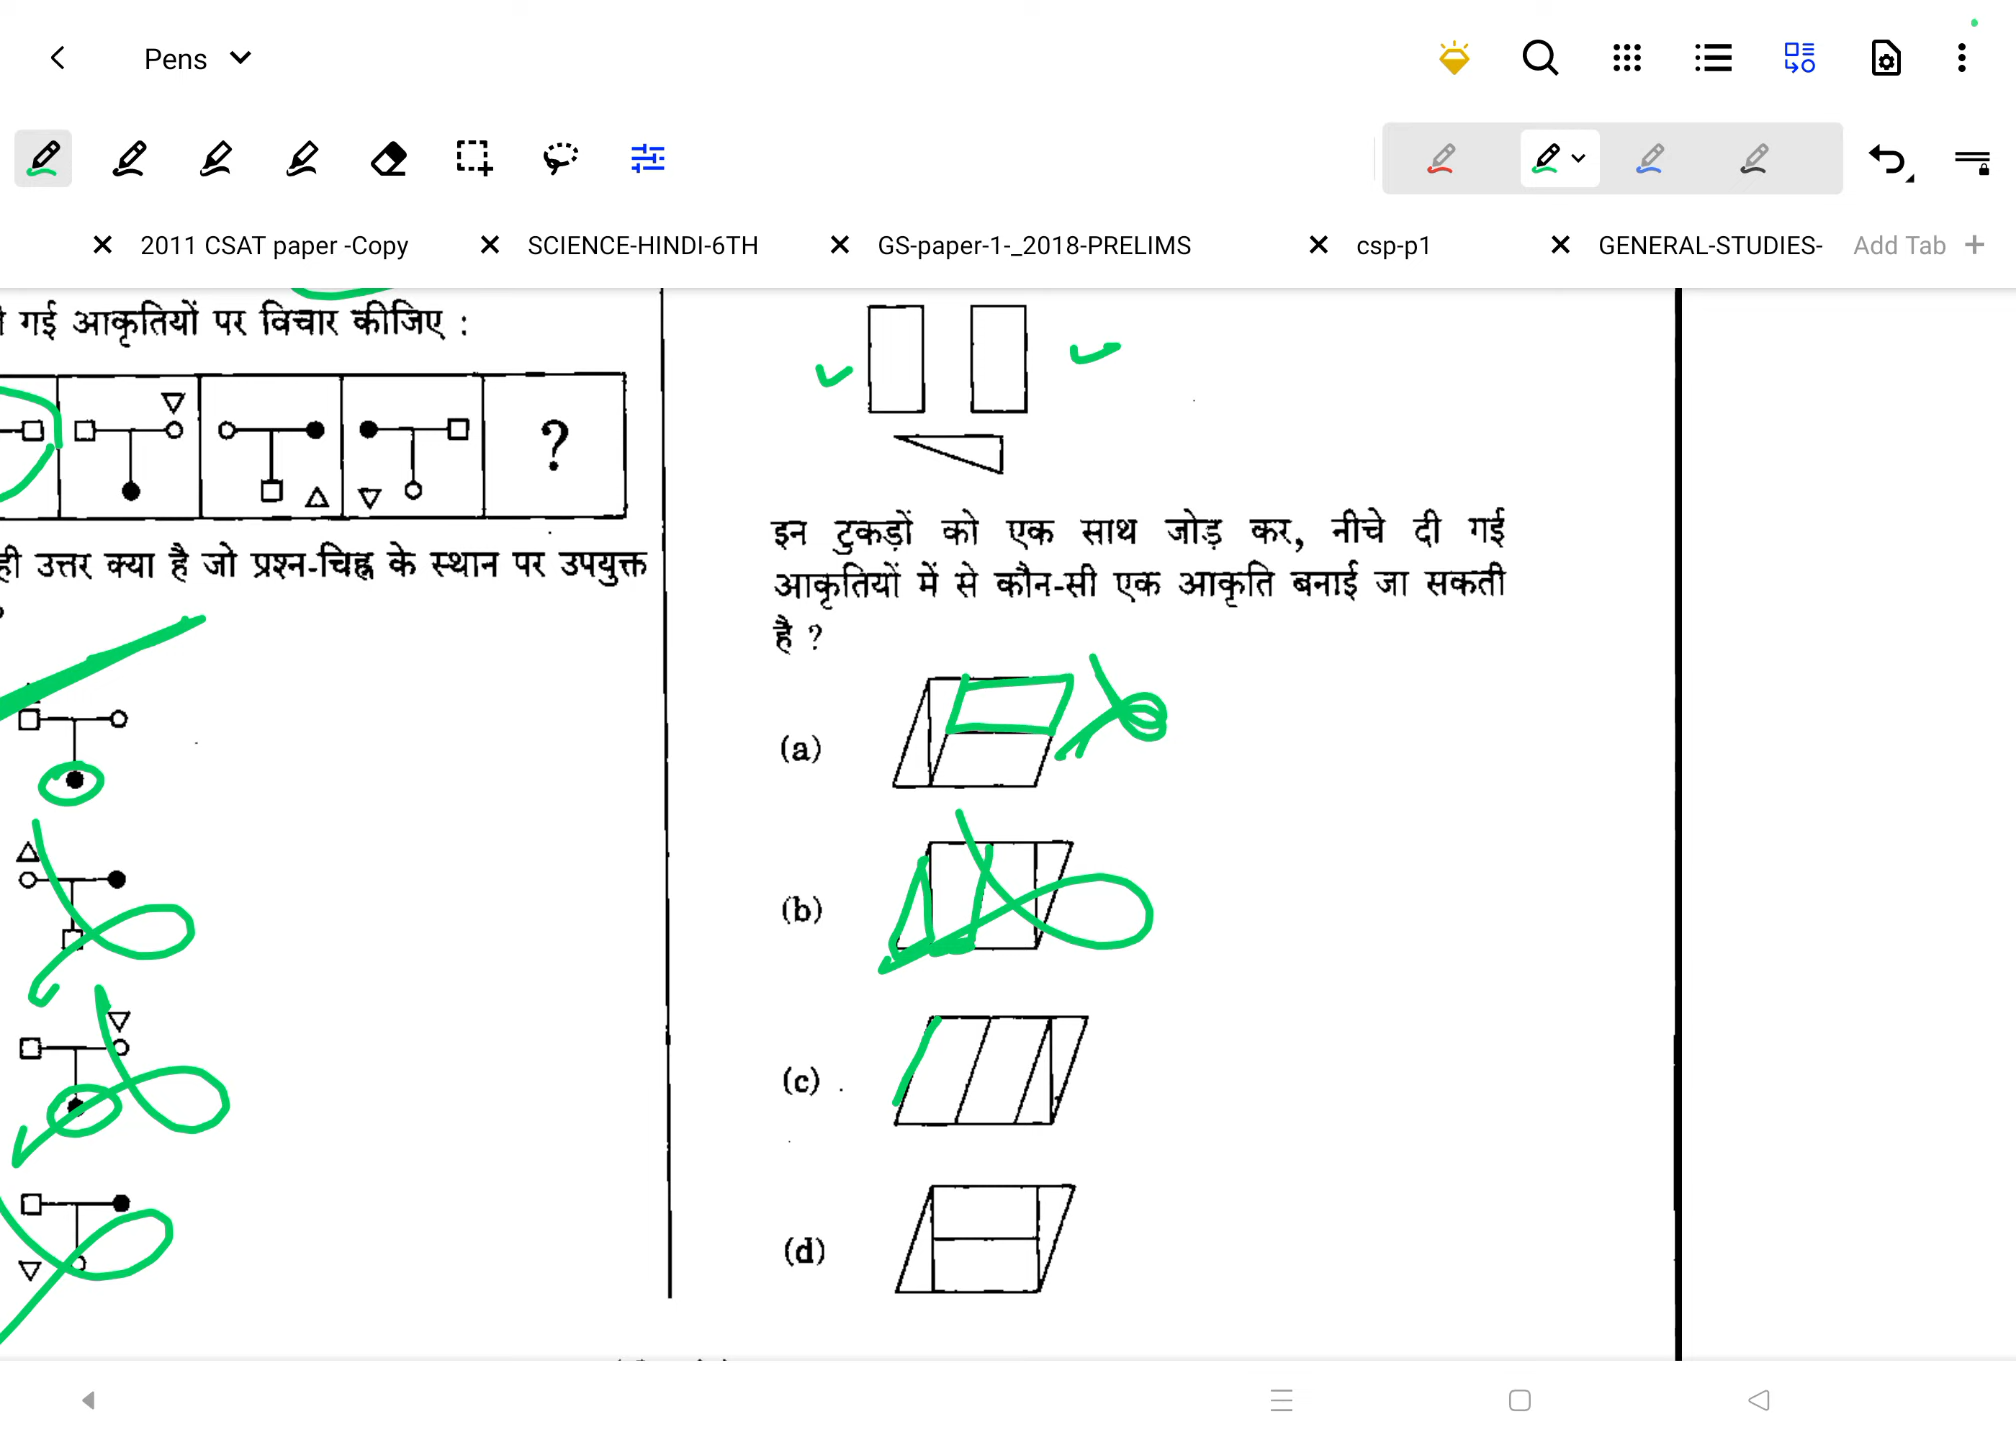 Pens
2011 CSAT paper -Copy
SCIENCE-HINDI-6TH
GS-paper-1-_2018-PRELIMS
csp-p1
GENERAL-STUDIES-
Add Tab +
गई आकृतियों पर विचार कीजिए :
?
ही उत्तर क्या है जो प्रश्न-चिह्न के स्थान पर उपयुक्त
इन टुकड़ों को एक साथ जोड़ कर, नीचे दी गई
आकृतियों में से कौन-सी एक आकृति बनाई जा सकती
है ?
(a)
(b)
(c)
(d)